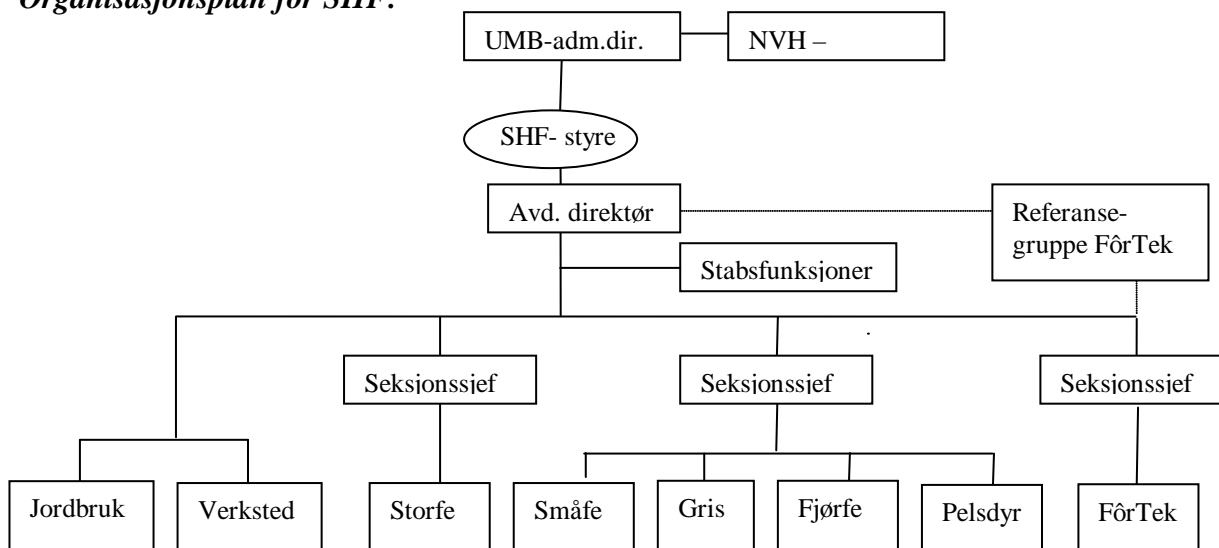 Organisasjonsplan for SHF:
UMB-adm.dir.
NVH –
SHF- styre
Avd. direktør
Referanse-
gruppe FôrTek
Stabsfunksjoner
Seksjonssjef
Seksjonssjef
Seksjonssjef
Jordbruk
Verksted
Storfe
Småfe
Gris
Fjørfe
Pelsdyr
FôrTek